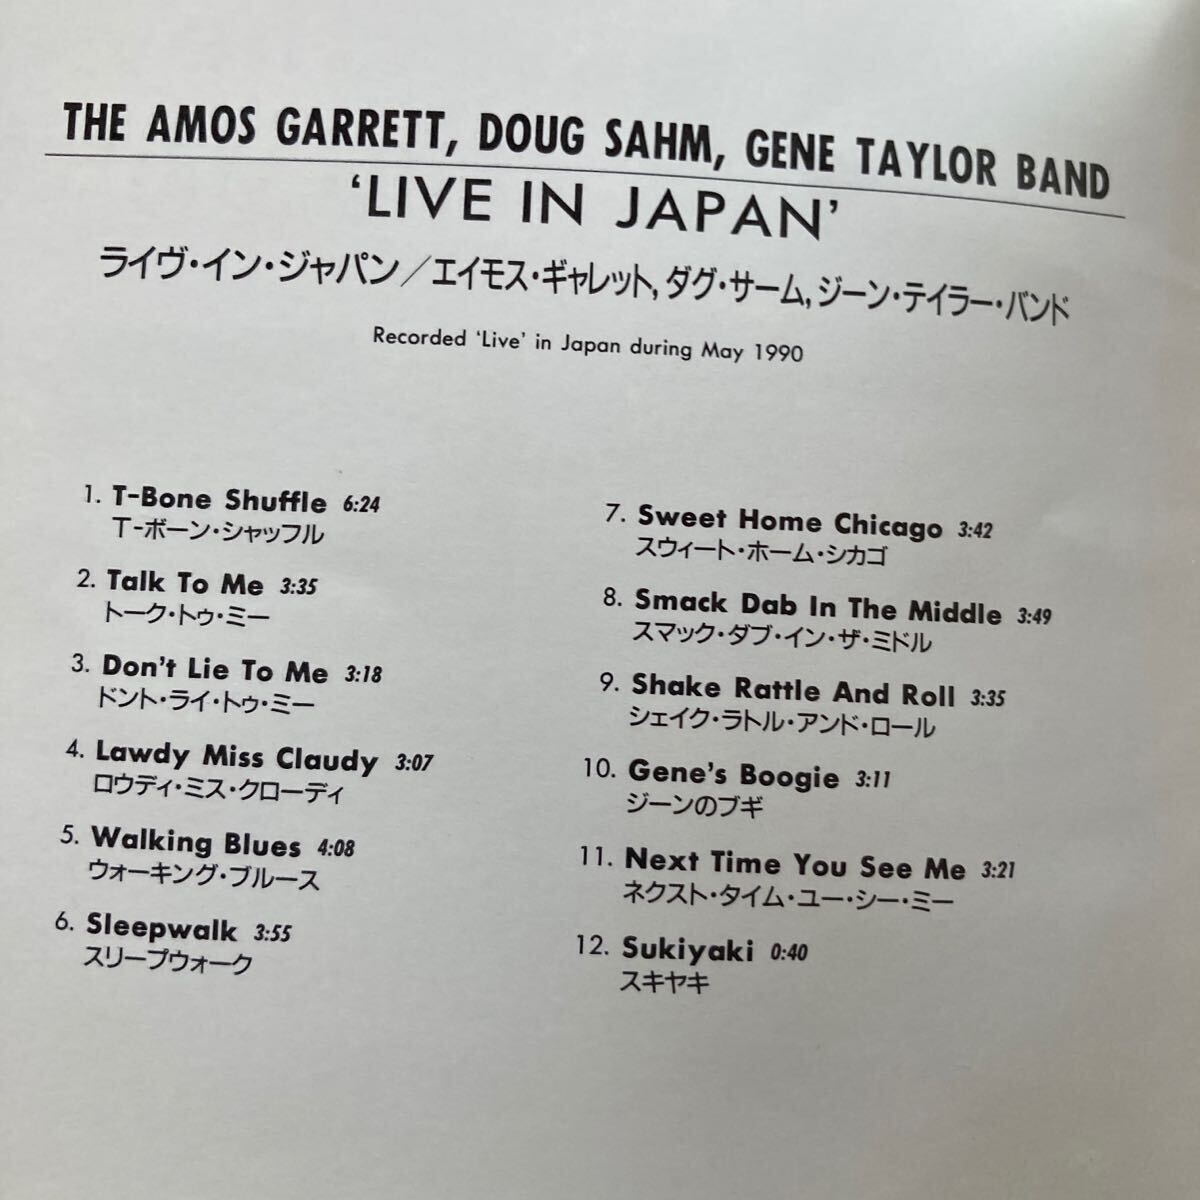 THE AMOS GARRETT, DOUG SAHM, GENE TAYLOR BAND
'LIVE IN JAPAN'
ライヴ・イン・ジャパン／エイモス・ギャレット, ダグ・サーム, ジーン・テイラー・バンド
Recorded 'Live' in Japan during May 1990
1. T-Bone Shuffle 6:24
T-ボーン・シャッフル
2. Talk To Me 3:35
トーク・トゥ・ミー
3. Don't Lie To Me 3:18
ドント・ライ・トゥ・ミー
4. Lawdy Miss Claudy 3:07
ロウディ・ミス・クローディ
5. Walking Blues 4:08
ウォーキング・ブルース
6. Sleepwalk 3:55
スリープウォーク
7. Sweet Home Chicago 3:42
スウィート・ホーム・シカゴ
8. Smack Dab In The Middle 3:49
スマック・ダブ・イン・ザ・ミドル
9. Shake Rattle And Roll 3:35
シェイク・ラトル・アンド・ロール
10. Gene's Boogie 3:11
ジーンのブギ
11. Next Time You See Me 3:21
ネクスト・タイム・ユー・シー・ミー
12. Sukiyaki 0:40
スキヤキ